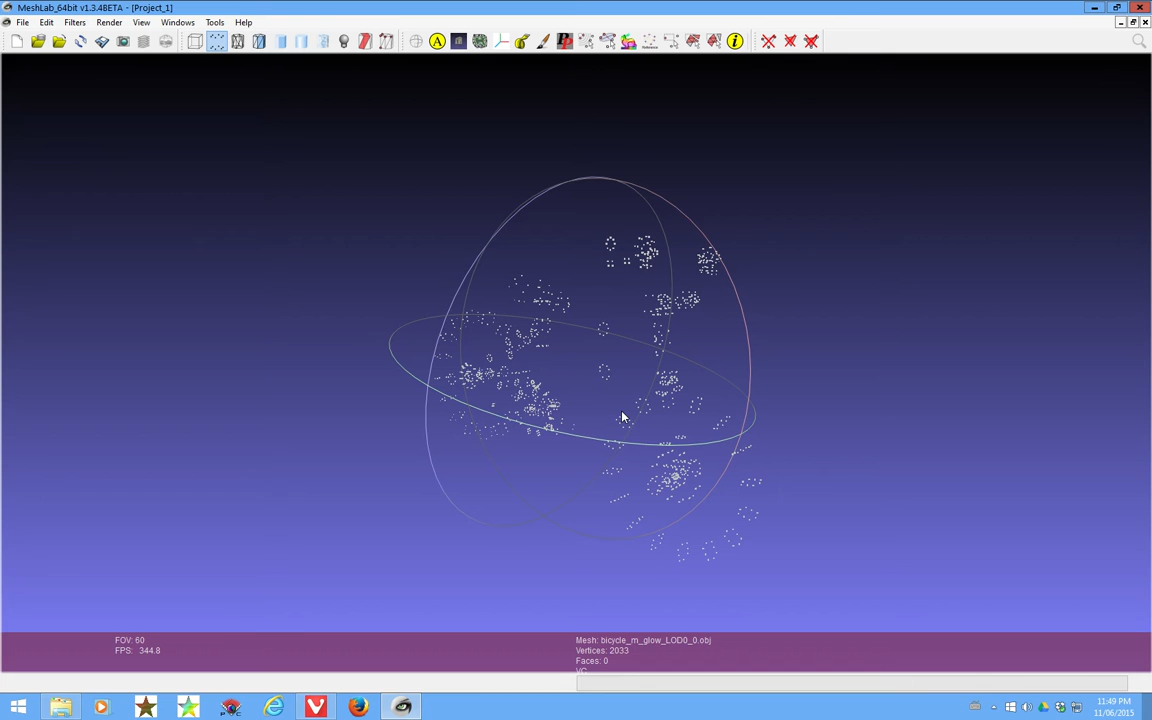 MeshLab_64bit v1.3.4BETA - [Project_1]
File Edit Filters Render View Windows Tools Help
A
FOV: 60
FPS: 344.8
Mesh: bicycle_m_glow_LOD0_0.obj
Vertices: 2033
Faces: 0
VC
11:49 PM
11/06/2015